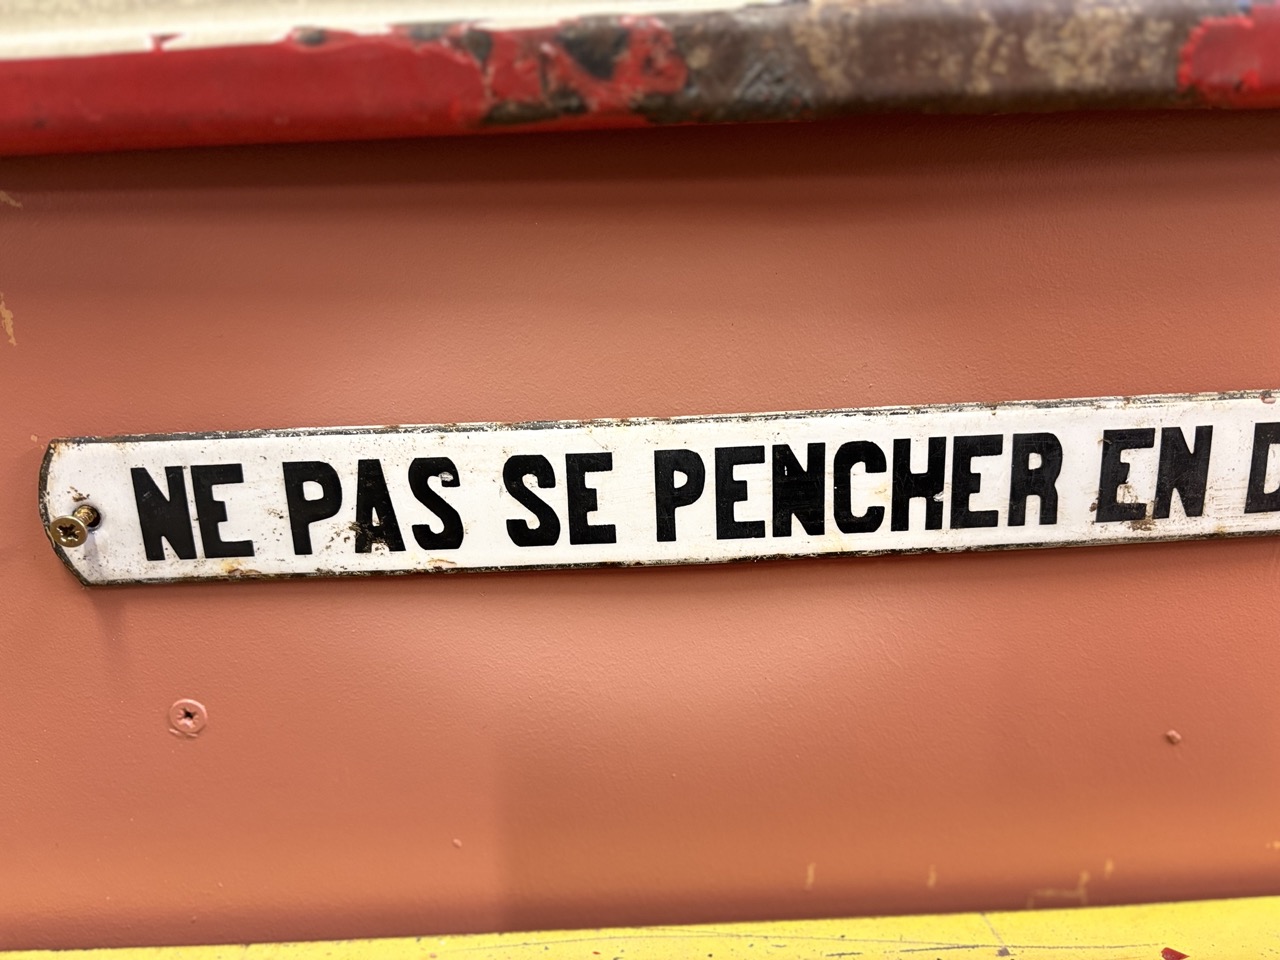 NE PAS SE PENCHER EN D